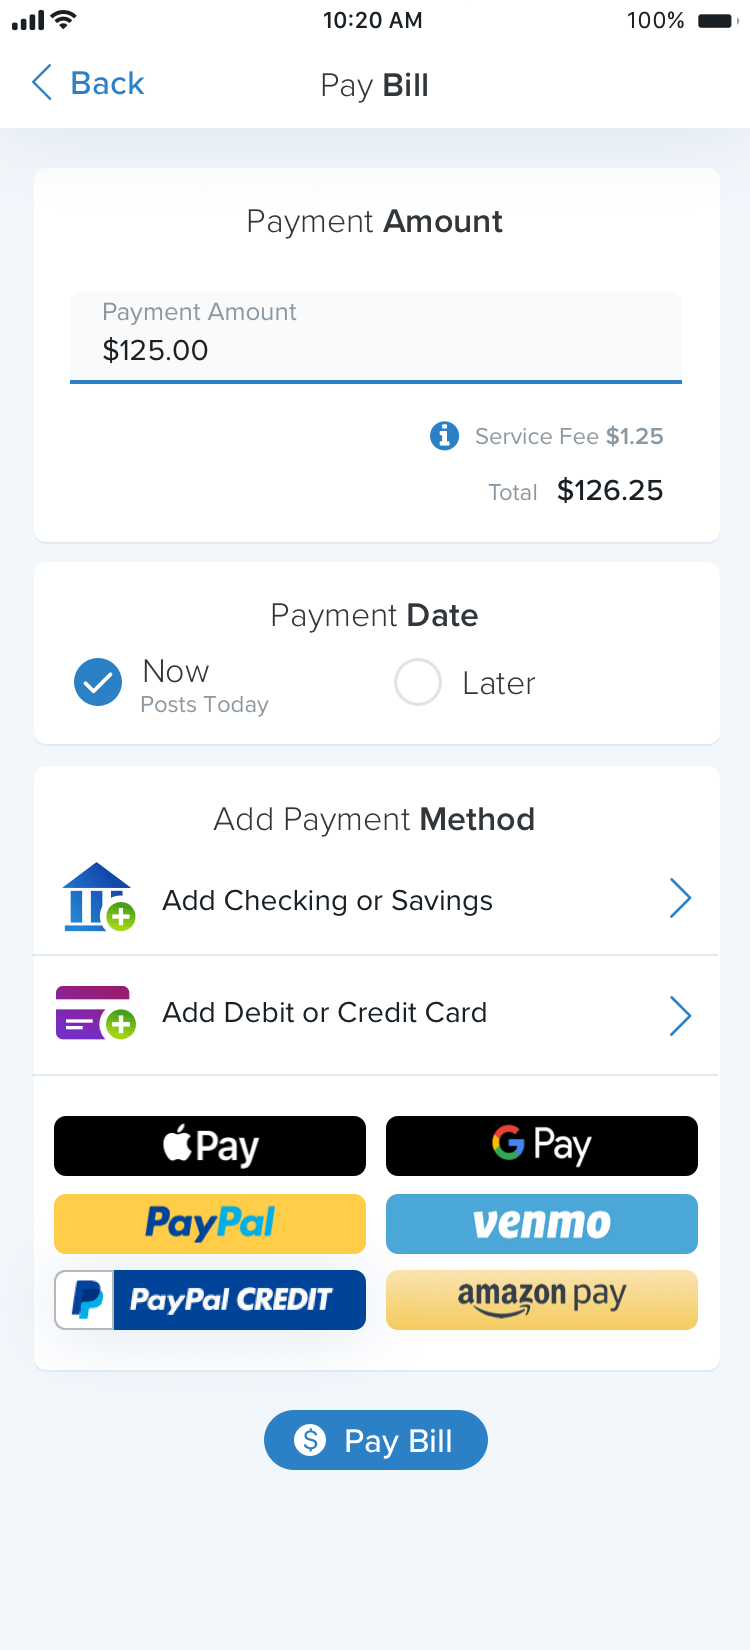 10:20 AM 100%
Back Pay Bill
Payment Amount
Payment Amount
$125.00
Service Fee $1.25
Total $126.25
Payment Date
Now
Posts Today
Later
Add Payment Method
Add Checking or Savings
Add Debit or Credit Card
Pay
G Pay
PayPal
venmo
PayPal CREDIT
amazon pay
Pay Bill